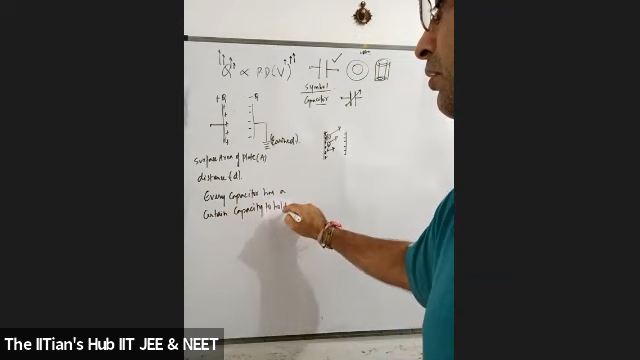 Q ∝ P.D(V)
symbol
Capacitor
+Q -Q
(Earthed).
Surface Area of Plate (A)
distance (d).
Every Capacitor has a
Certain Capacity to hold
The IITian's Hub IIT JEE & NEET